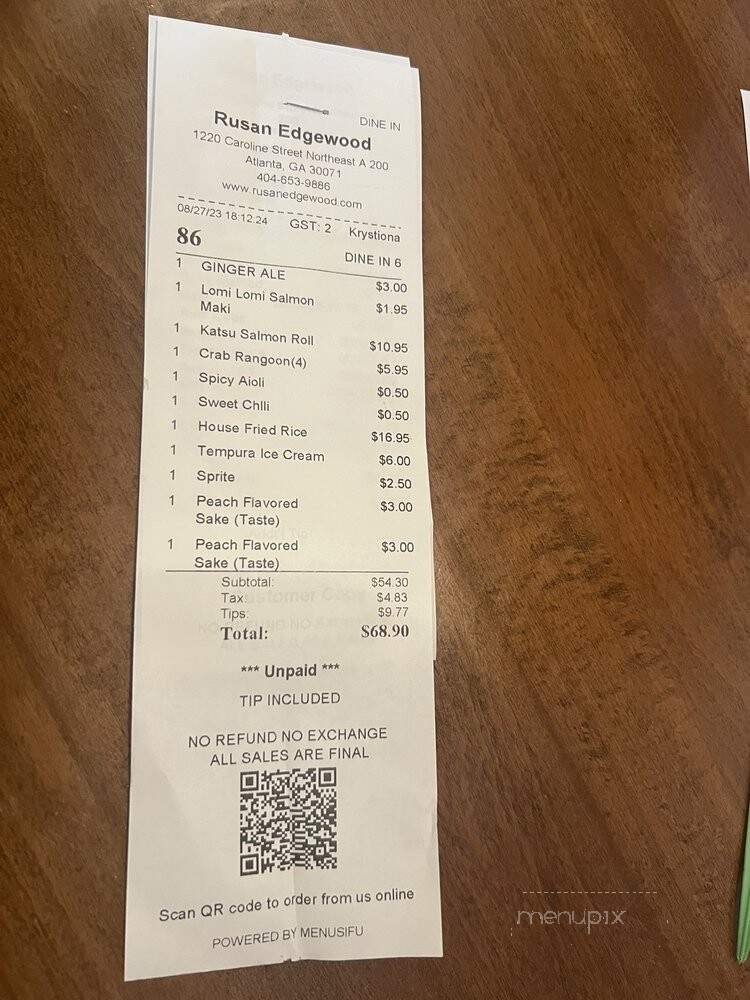 DINE IN
Rusan Edgewood
1220 Caroline Street Northeast A 200
Atlanta, GA 30071
404-653-9886
www.rusanedgewood.com
08/27/23 18:12.24 GST: 2 Krystiona
86 DINE IN 6
1 GINGER ALE $3.00
1 Lomi Lomi Salmon Maki $1.95
1 Katsu Salmon Roll $10.95
1 Crab Rangoon(4) $5.95
1 Spicy Aioli $0.50
1 Sweet Chlli $0.50
1 House Fried Rice $16.95
1 Tempura Ice Cream $6.00
1 Sprite $2.50
1 Peach Flavored Sake (Taste) $3.00
1 Peach Flavored Sake (Taste) $3.00
Subtotal: $54.30
Tax: $4.83
Tips: $9.77
Total: $68.90
*** Unpaid ***
TIP INCLUDED
NO REFUND NO EXCHANGE
ALL SALES ARE FINAL
Scan QR code to order from us online
POWERED BY MENUSIFU
menupix